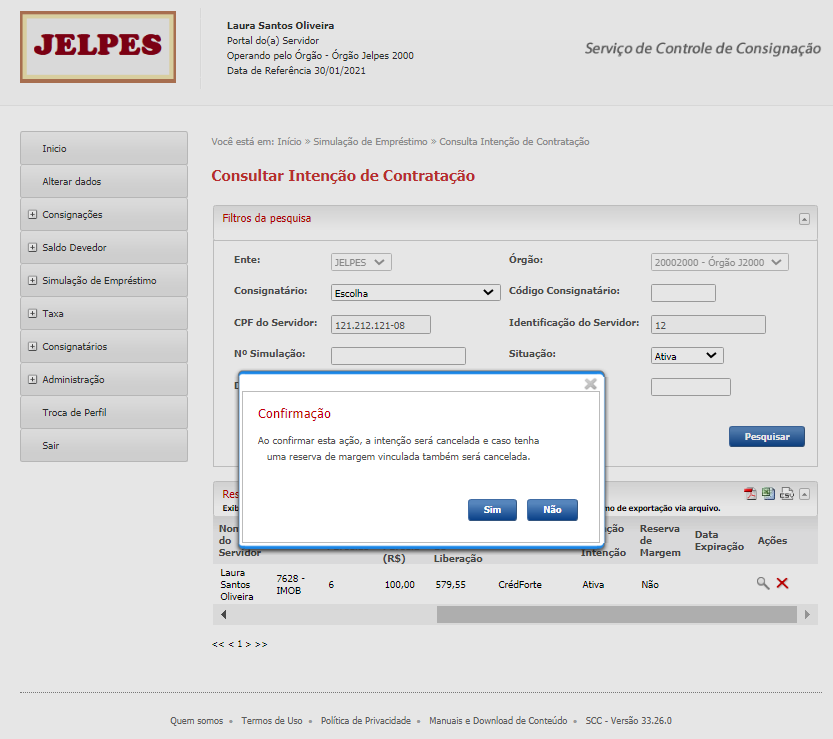 JELPES
Laura Santos Oliveira
Portal do(a) Servidor
Operando pelo Órgão - Órgão Jelpes 2000
Data de Referência 30/01/2021
Serviço de Controle de Consignação
Inicio
Alterar dados
Consignações
Saldo Devedor
Simulação de Empréstimo
Taxa
Consignatários
Administração
Troca de Perfil
Sair
Você está em: Início » Simulação de Empréstimo » Consulta Intenção de Contratação
Consultar Intenção de Contratação
Filtros da pesquisa
Ente: JELPES Órgão: 20002000 - Órgão J2000
Consignatário: Escolha Código Consignatário:
CPF do Servidor: 121.212.121-08 Identificação do Servidor: 12
Nº Simulação: Situação: Ativa
Confirmação
Ao confirmar esta ação, a intenção será cancelada e caso tenha
uma reserva de margem vinculada também será cancelada.
Sim Não
Pesquisar
Res
Exib mo de exportação via arquivo.
CSV
do
Servidor
(R$)
Liberação
Intenção
Reserva
de
Margem
Data
Expiração
Ações
Laura
Santos
Oliveira
7628 -
IMOB
6 100,00 579,55 CrédForte Ativa Não
<< < 1 > >>
Quem somos • Termos de Uso • Política de Privacidade • Manuais e Download de Conteúdo • SCC - Versão 33.26.0